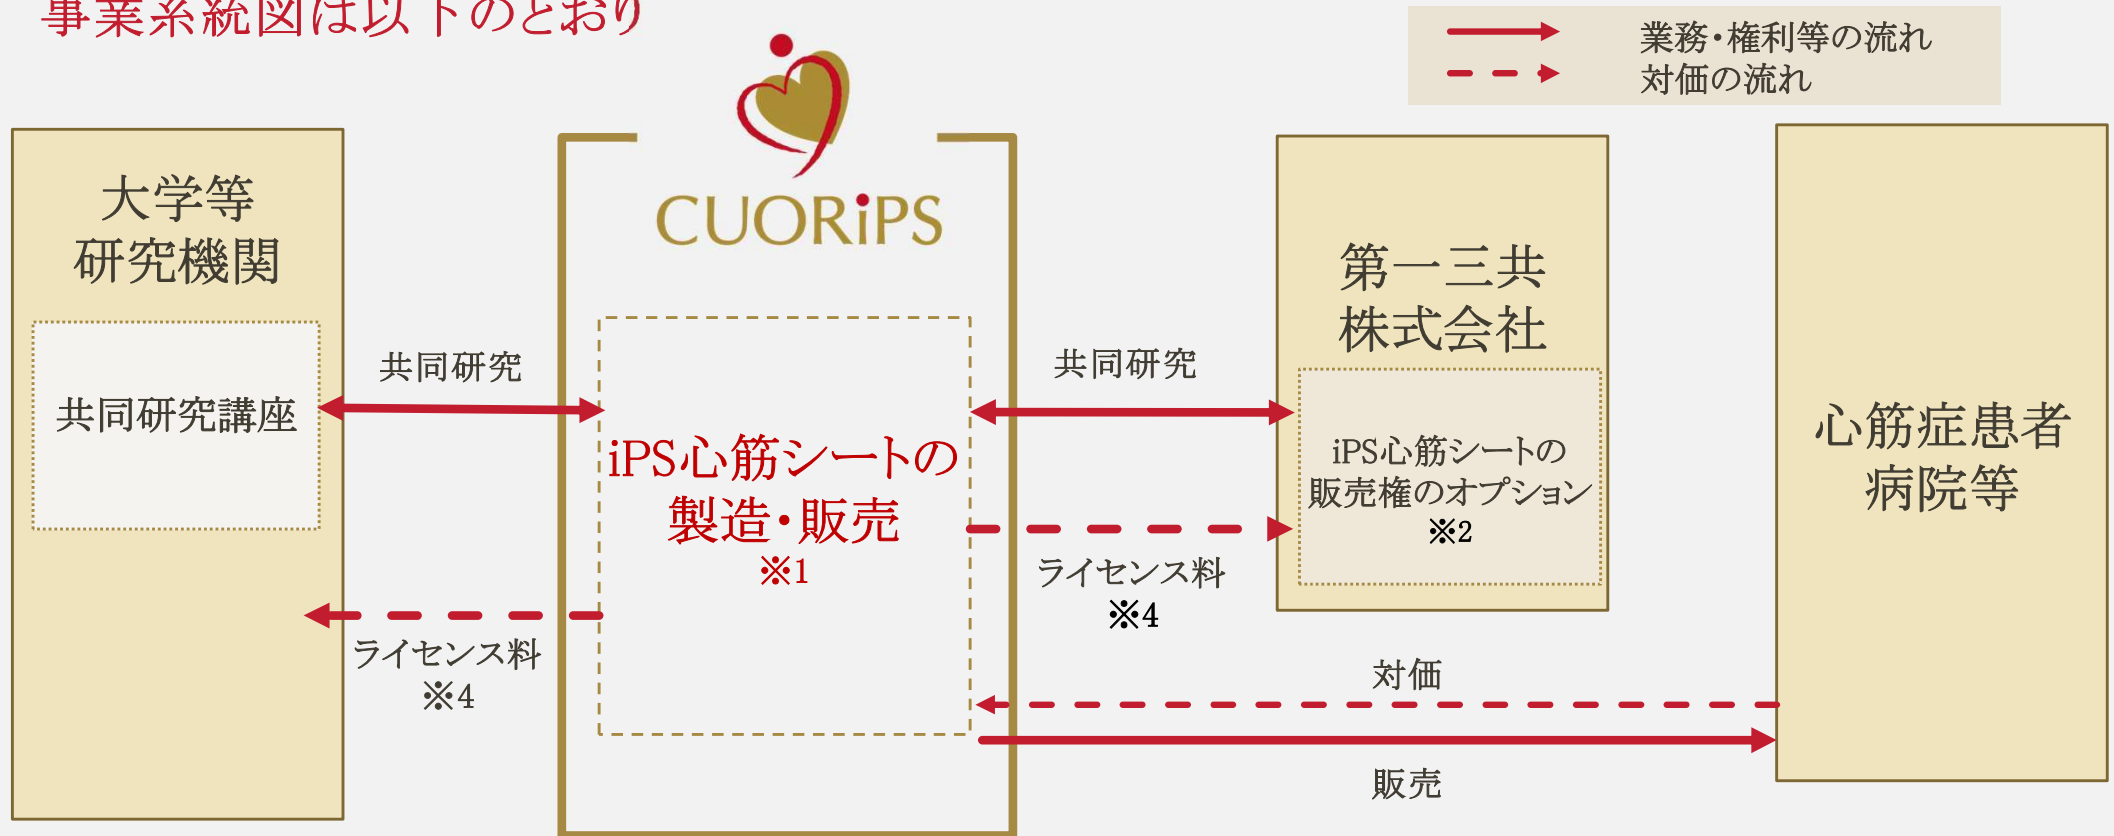 事業系統図は以下のとおり
業務・権利等の流れ
対価の流れ
大学等
研究機関
共同研究講座
共同研究
ライセンス料
※4
CUORiPS
iPS心筋シートの
製造・販売
※1
共同研究
ライセンス料
※4
第一三共
株式会社
iPS心筋シートの
販売権のオプション
※2
対価
販売
心筋症患者
病院等